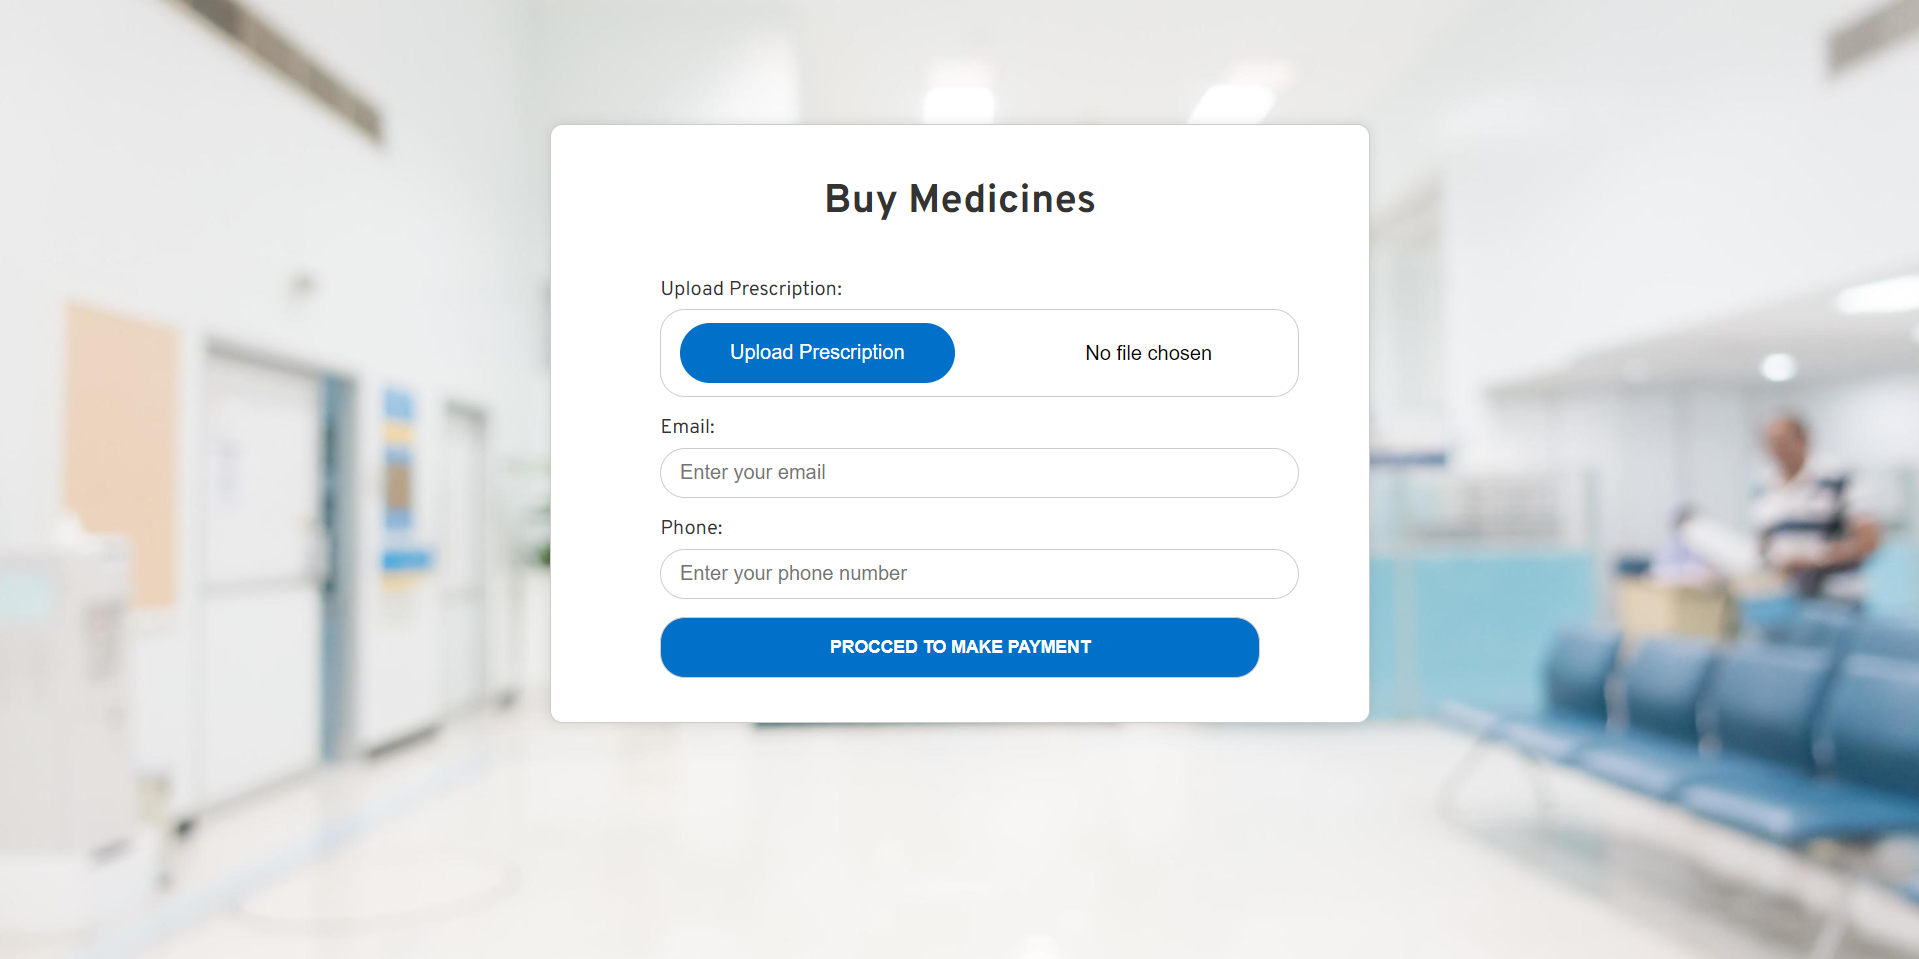 Buy Medicines
Upload Prescription:
Upload Prescription No file chosen
Email:
Enter your email
Phone:
Enter your phone number
PROCCED TO MAKE PAYMENT